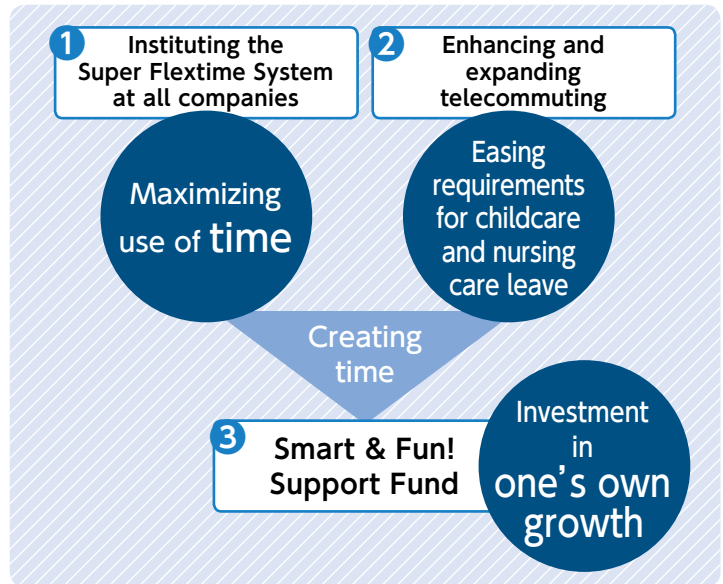 1
Instituting the
Super Flextime System
at all companies
Maximizing
use of time
2
Enhancing and
expanding
telecommuting
Easing
requirements
for childcare
and nursing
care leave
Creating
time
3
Smart & Fun!
Support Fund
Investment
in
one's own
growth